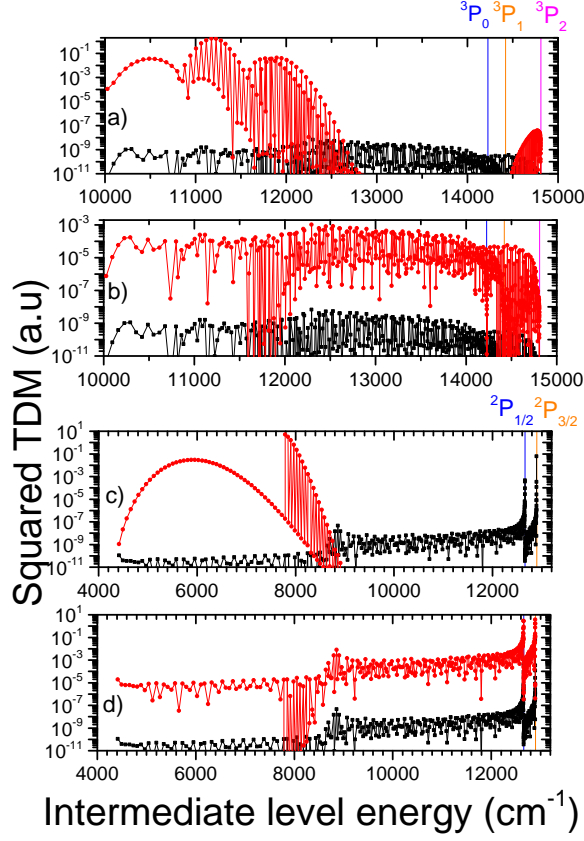 ³P₀ ³P₁ ³P₂
10⁻¹
10⁻³
10⁻⁵
10⁻⁷
10⁻⁹
10⁻¹¹
a)
10000 11000 12000 13000 14000 15000
10⁻³
10⁻⁵
10⁻⁷
10⁻⁹
10⁻¹¹
b)
10000 11000 12000 13000 14000 15000
Squared TDM (a.u)
²P₁/₂ ²P₃/₂
10¹
10⁻¹
10⁻³
10⁻⁵
10⁻⁷
10⁻⁹
10⁻¹¹
c)
4000 6000 8000 10000 12000
10¹
10⁻¹
10⁻³
10⁻⁵
10⁻⁷
10⁻⁹
10⁻¹¹
d)
4000 6000 8000 10000 12000
Intermediate level energy (cm⁻¹)